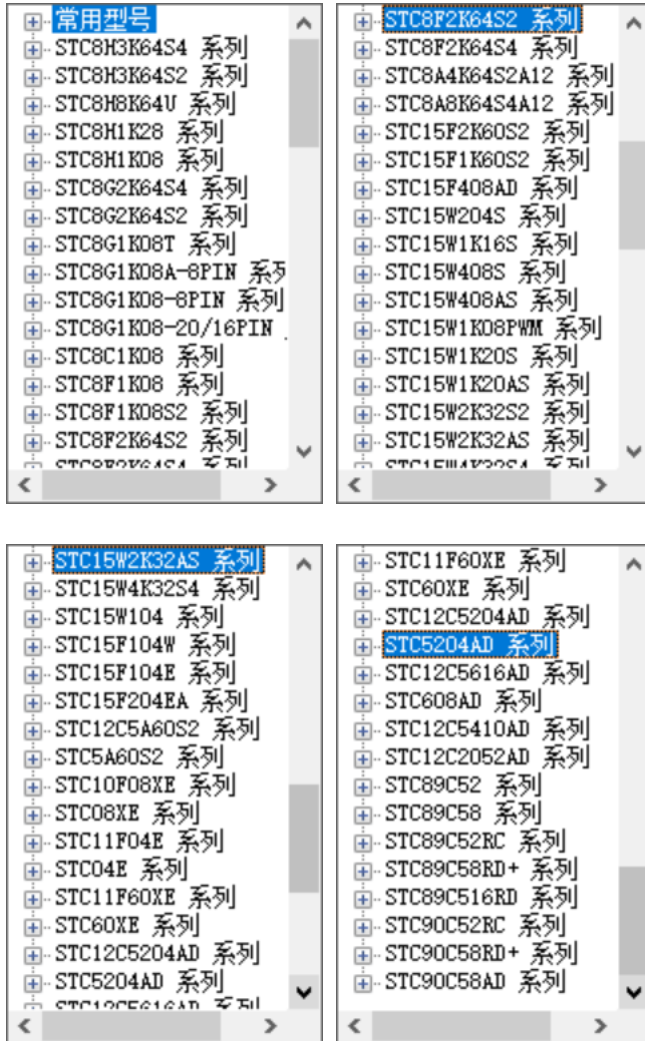 常用型号
STC8H3K64S4 系列
STC8H3K64S2 系列
STC8H8K64U 系列
STC8H1K28 系列
STC8H1K08 系列
STC8G2K64S4 系列
STC8G2K64S2 系列
STC8G1K08T 系列
STC8G1K08A-8PIN 系
STC8G1K08-8PIN 系列
STC8G1K08-20/16PIN
STC8C1K08 系列
STC8F1K08 系列
STC8F1K08S2 系列
STC8F2K64S2 系列
STC8F2K64S4 系列
STC8F2K64S2 系列
STC8F2K64S4 系列
STC8A4K64S2A12 系列
STC8A8K64S4A12 系列
STC15F2K60S2 系列
STC15F1K60S2 系列
STC15F408AD 系列
STC15W204S 系列
STC15W1K16S 系列
STC15W408S 系列
STC15W408AS 系列
STC15W1K08PWM 系列
STC15W1K20S 系列
STC15W1K20AS 系列
STC15W2K32S2 系列
STC15W2K32AS 系列
STC15W4K32S4 系列
STC15W2K32AS 系列
STC15W4K32S4 系列
STC15W104 系列
STC15F104W 系列
STC15F104E 系列
STC15F204EA 系列
STC12C5A60S2 系列
STC5A60S2 系列
STC10F08XE 系列
STC08XE 系列
STC11F04E 系列
STC04E 系列
STC11F60XE 系列
STC60XE 系列
STC12C5204AD 系列
STC5204AD 系列
STC12C5616AD 系列
STC11F60XE 系列
STC60XE 系列
STC12C5204AD 系列
STC5204AD 系列
STC12C5616AD 系列
STC608AD 系列
STC12C5410AD 系列
STC12C2052AD 系列
STC89C52 系列
STC89C58 系列
STC89C52RC 系列
STC89C58RD+ 系列
STC89C516RD 系列
STC90C52RC 系列
STC90C58RD+ 系列
STC90C58AD 系列